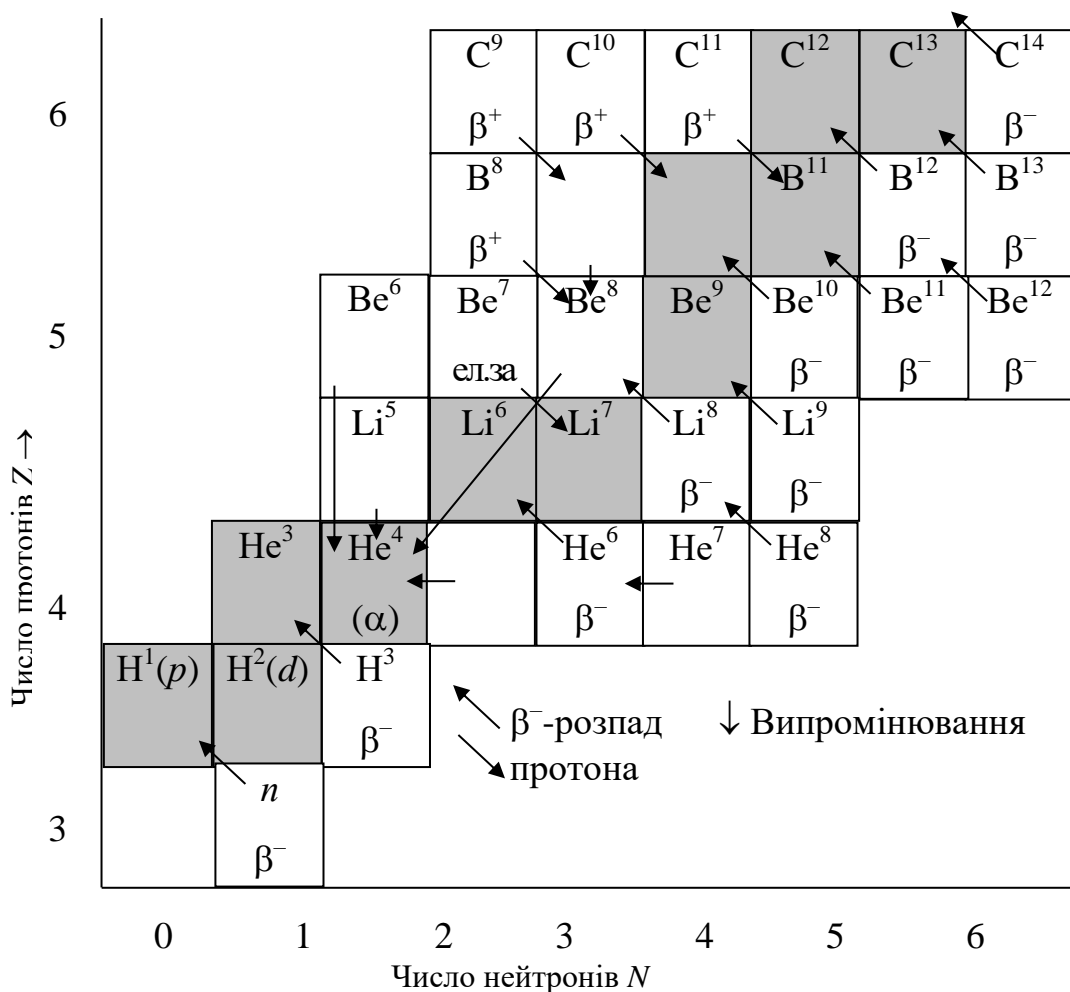 C⁹ C¹⁰ C¹¹ C¹² C¹³ C¹⁴
6 β⁺ β⁺ β⁺ β⁻
B⁸ B¹¹ B¹² B¹³
β⁺ β⁻ β⁻
Be⁶ Be⁷ Be⁸ Be⁹ Be¹⁰ Be¹¹ Be¹²
5
ел.за β⁻ β⁻ β⁻
Li⁵ Li⁶ Li⁷ Li⁸ Li⁹
β⁻ β⁻
He³ He⁴ He⁶ He⁷ He⁸
4 (α) β⁻ β⁻
H¹(p) H²(d) H³
β⁻
β⁻-розпад ↓ Випромінювання
протона
n
3 β⁻
0 1 2 3 4 5 6
Число нейтронів N
Число протонів Z →